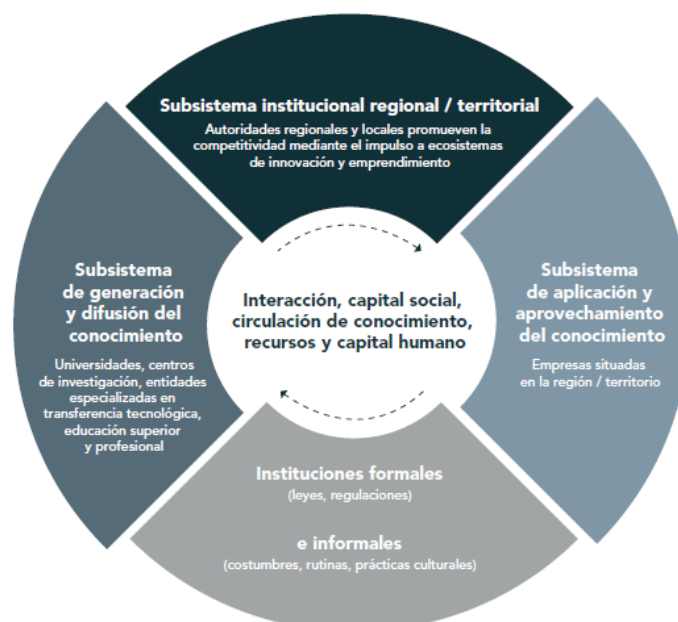 Subsistema institucional regional / territorial
Autoridades regionales y locales promueven la
competitividad mediante el impulso a ecosistemas
de innovación y emprendimiento
Subsistema
de generación
y difusión del
conocimiento
Universidades, centros
de investigación, entidades
especializadas en
transferencia tecnológica,
educación superior
y profesional
Interacción, capital social,
circulación de conocimiento,
recursos y capital humano
Subsistema
de aplicación y
aprovechamiento
del conocimiento
Empresas situadas
en la región / territorio
Instituciones formales
(leyes, regulaciones)
e informales
(costumbres, rutinas, prácticas culturales)